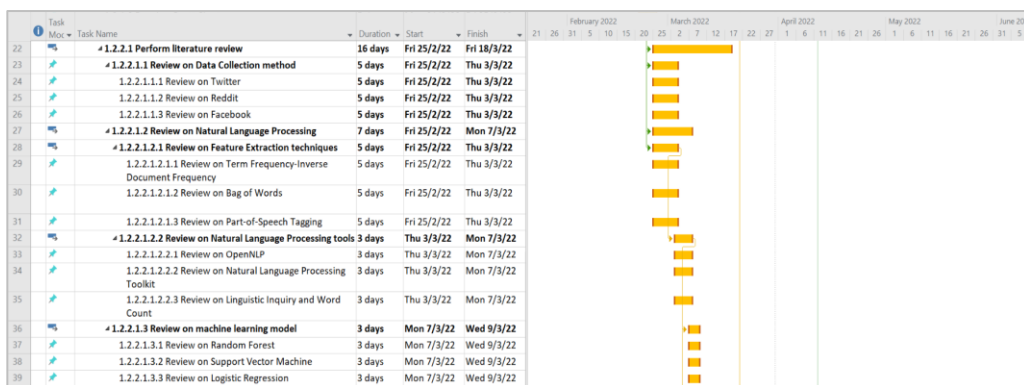 Task
Moc Task Name Duration Start Finish
February 2022 March 2022 April 2022 May 2022 June 20
21 26 31 5 10 15 20 25 2 7 12 17 22 27 1 6 11 16 21 26 1 6 11 16 21 26 31 5
22 1.2.2.1 Perform literature review 16 days Fri 25/2/22 Fri 18/3/22
23 1.2.2.1.1 Review on Data Collection method 5 days Fri 25/2/22 Thu 3/3/22
24 1.2.2.1.1.1 Review on Twitter 5 days Fri 25/2/22 Thu 3/3/22
25 1.2.2.1.1.2 Review on Reddit 5 days Fri 25/2/22 Thu 3/3/22
26 1.2.2.1.1.3 Review on Facebook 5 days Fri 25/2/22 Thu 3/3/22
27 1.2.2.1.2 Review on Natural Language Processing 7 days Fri 25/2/22 Mon 7/3/22
28 1.2.2.1.2.1 Review on Feature Extraction techniques 5 days Fri 25/2/22 Thu 3/3/22
29 1.2.2.1.2.1.1 Review on Term Frequency-Inverse 5 days Fri 25/2/22 Thu 3/3/22
Document Frequency
30 1.2.2.1.2.1.2 Review on Bag of Words 5 days Fri 25/2/22 Thu 3/3/22
31 1.2.2.1.2.1.3 Review on Part-of-Speech Tagging 5 days Fri 25/2/22 Thu 3/3/22
32 1.2.2.1.2.2 Review on Natural Language Processing tools 3 days Thu 3/3/22 Mon 7/3/22
33 1.2.2.1.2.2.1 Review on OpenNLP 3 days Thu 3/3/22 Mon 7/3/22
34 1.2.2.1.2.2.2 Review on Natural Language Processing 3 days Thu 3/3/22 Mon 7/3/22
Toolkit
35 1.2.2.1.2.2.3 Review on Linguistic Inquiry and Word 3 days Thu 3/3/22 Mon 7/3/22
Count
36 1.2.2.1.3 Review on machine learning model 3 days Mon 7/3/22 Wed 9/3/22
37 1.2.2.1.3.1 Review on Random Forest 3 days Mon 7/3/22 Wed 9/3/22
38 1.2.2.1.3.2 Review on Support Vector Machine 3 days Mon 7/3/22 Wed 9/3/22
39 1.2.2.1.3.3 Review on Logistic Regression 3 days Mon 7/3/22 Wed 9/3/22